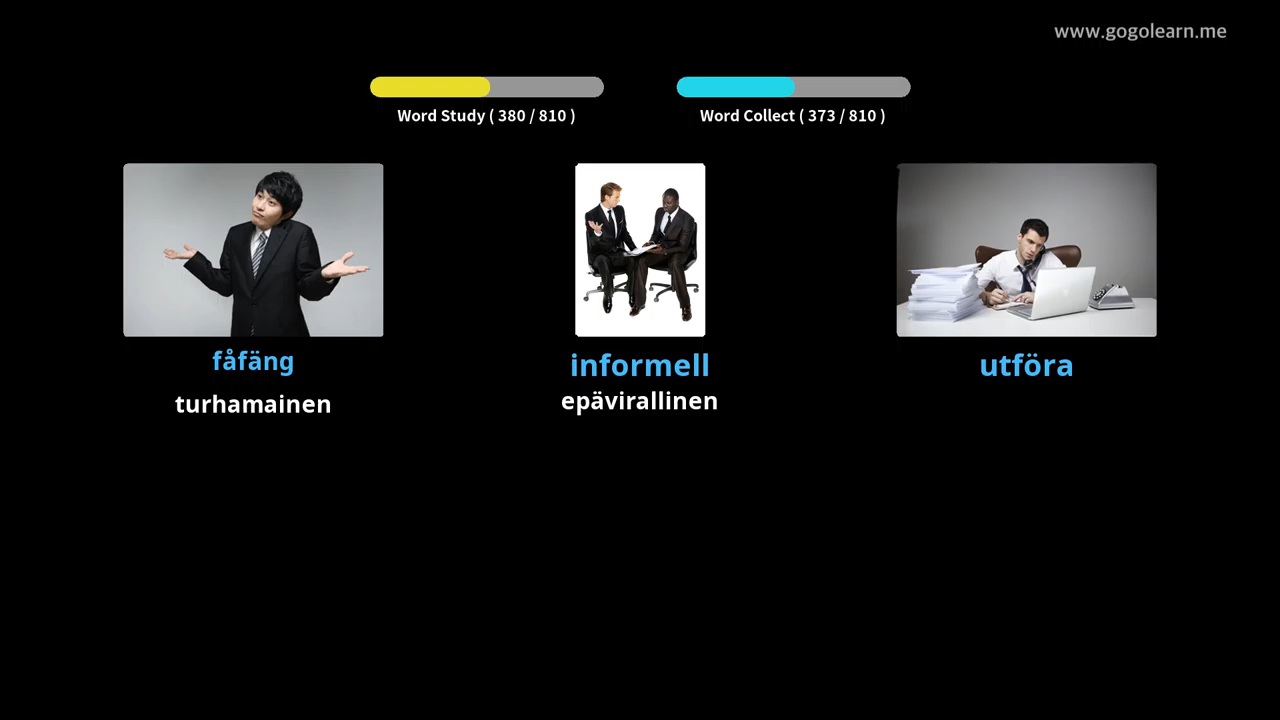 www.gogolearn.me
Word Study ( 380 / 810 )
Word Collect ( 373 / 810 )
fåfäng
turhamainen
informell
epävirallinen
utföra